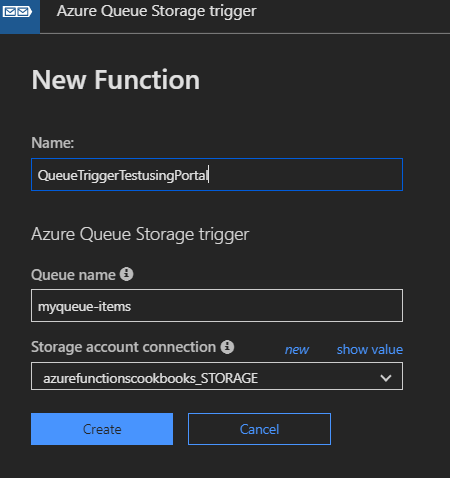 Azure Queue Storage trigger
New Function
Name:
QueueTriggerTestusingPortal
Azure Queue Storage trigger
Queue name
myqueue-items
Storage account connection new show value
azurefunctionscookbooks_STORAGE
Create Cancel